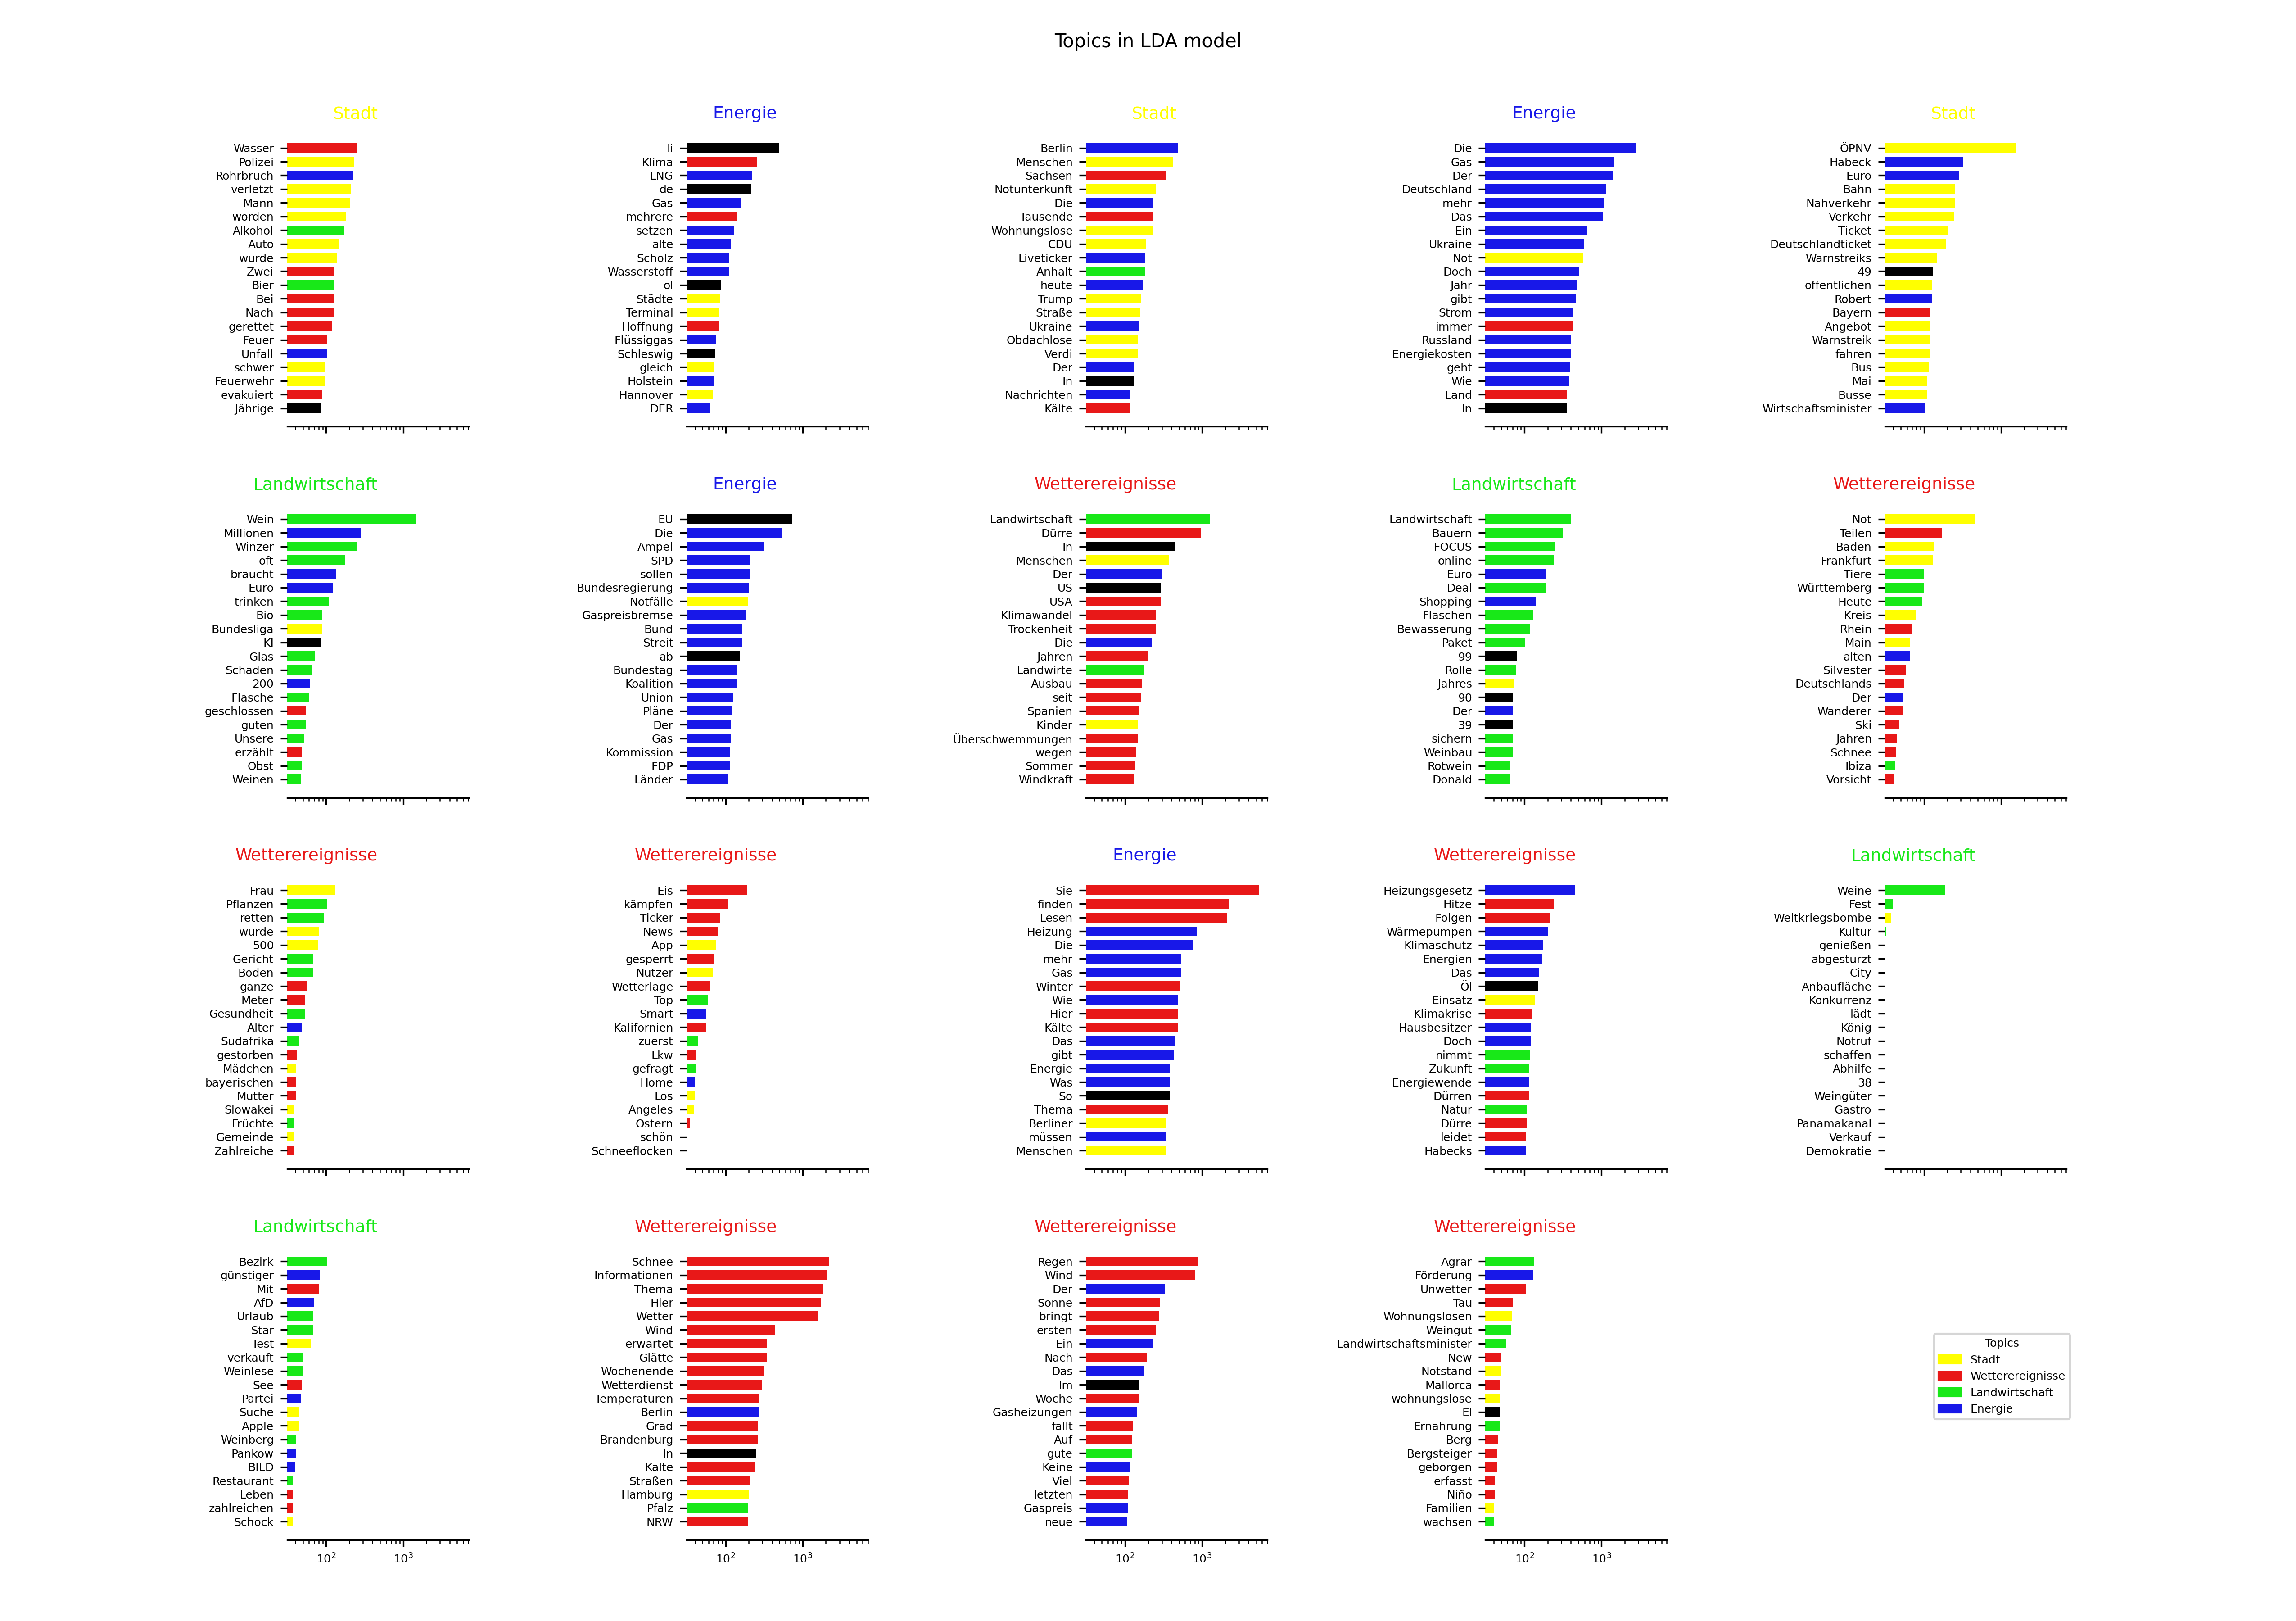 Topics in LDA model
Stadt
Wasser
Polizei
Rohrbruch
verletzt
Mann
worden
Alkohol
Auto
wurde
Zwei
Bier
Bei
Nach
gerettet
Feuer
Unfall
schwer
Feuerwehr
evakuiert
Jährige
Energie
li
Klima
LNG
de
Gas
mehrere
setzen
alte
Scholz
Wasserstoff
ol
Städte
Terminal
Hoffnung
Flüssiggas
Schleswig
gleich
Holstein
Hannover
DER
Stadt
Berlin
Menschen
Sachsen
Notunterkunft
Die
Tausende
Wohnungslose
CDU
Liveticker
Anhalt
heute
Trump
Straße
Ukraine
Obdachlose
Verdi
Der
In
Nachrichten
Kälte
Energie
Die
Gas
Der
Deutschland
mehr
Das
Ein
Ukraine
Not
Doch
Jahr
gibt
Strom
immer
Russland
Energiekosten
geht
Wie
Land
In
Stadt
ÖPNV
Habeck
Euro
Bahn
Nahverkehr
Verkehr
Ticket
Deutschlandticket
Warnstreiks
49
öffentlichen
Robert
Bayern
Angebot
Warnstreik
fahren
Bus
Mai
Busse
Wirtschaftsminister
Landwirtschaft
Wein
Millionen
Winzer
oft
braucht
Euro
trinken
Bio
Bundesliga
KI
Glas
Schaden
200
Flasche
geschlossen
guten
Unsere
erzählt
Obst
Weinen
Energie
EU
Die
Ampel
SPD
sollen
Bundesregierung
Notfälle
Gaspreisbremse
Bund
Streit
ab
Bundestag
Koalition
Union
Pläne
Der
Gas
Kommission
FDP
Länder
Wetterereignisse
Landwirtschaft
Dürre
In
Menschen
Der
US
USA
Klimawandel
Trockenheit
Die
Jahren
Landwirte
Ausbau
seit
Spanien
Kinder
Überschwemmungen
wegen
Sommer
Windkraft
Landwirtschaft
Landwirtschaft
Bauern
FOCUS
online
Euro
Deal
Shopping
Flaschen
Bewässerung
Paket
99
Rolle
Jahres
90
Der
39
sichern
Weinbau
Rotwein
Donald
Wetterereignisse
Not
Teilen
Baden
Frankfurt
Tiere
Württemberg
Heute
Kreis
Rhein
Main
alten
Silvester
Deutschlands
Der
Wanderer
Ski
Jahren
Schnee
Ibiza
Vorsicht
Wetterereignisse
Frau
Pflanzen
retten
wurde
500
Gericht
Boden
ganze
Meter
Gesundheit
Alter
Südafrika
gestorben
Mädchen
bayerischen
Mutter
Slowakei
Früchte
Gemeinde
Zahlreiche
Wetterereignisse
Eis
kämpfen
Ticker
News
App
gesperrt
Nutzer
Wetterlage
Top
Smart
Kalifornien
zuerst
Lkw
gefragt
Home
Los
Angeles
Ostern
schön
Schneeflocken
Energie
Sie
finden
Lesen
Heizung
Die
mehr
Gas
Winter
Wie
Hier
Kälte
Das
gibt
Energie
Was
So
Thema
Berliner
müssen
Menschen
Wetterereignisse
Heizungsgesetz
Hitze
Folgen
Wärmepumpen
Klimaschutz
Energien
Das
Öl
Einsatz
Klimakrise
Hausbesitzer
Doch
nimmt
Zukunft
Energiewende
Dürren
Natur
Dürre
leidet
Habecks
Landwirtschaft
Weine
Fest
Weltkriegsbombe
Kultur
genießen
abgestürzt
City
Anbaufläche
Konkurrenz
lädt
König
Notruf
schaffen
Abhilfe
38
Weingüter
Gastro
Panamakanal
Verkauf
Demokratie
Landwirtschaft
Bezirk
günstiger
Mit
AfD
Urlaub
Star
Test
verkauft
Weinlese
See
Partei
Suche
Apple
Weinberg
Pankow
BILD
Restaurant
Leben
zahlreichen
Schock
10² 10³
Wetterereignisse
Schnee
Informationen
Thema
Hier
Wetter
Wind
erwartet
Glätte
Wochenende
Wetterdienst
Temperaturen
Berlin
Grad
Brandenburg
In
Kälte
Straßen
Hamburg
Pfalz
NRW
10² 10³
Wetterereignisse
Regen
Wind
Der
Sonne
bringt
ersten
Ein
Nach
Das
Im
Woche
Gasheizungen
fällt
Auf
gute
Keine
Viel
letzten
Gaspreis
neue
10² 10³
Wetterereignisse
Agrar
Förderung
Unwetter
Tau
Wohnungslosen
Weingut
Landwirtschaftsminister
New
Notstand
Mallorca
wohnungslose
El
Ernährung
Berg
Bergsteiger
geborgen
erfasst
Niño
Familien
wachsen
10² 10³
Topics
Stadt
Wetterereignisse
Landwirtschaft
Energie